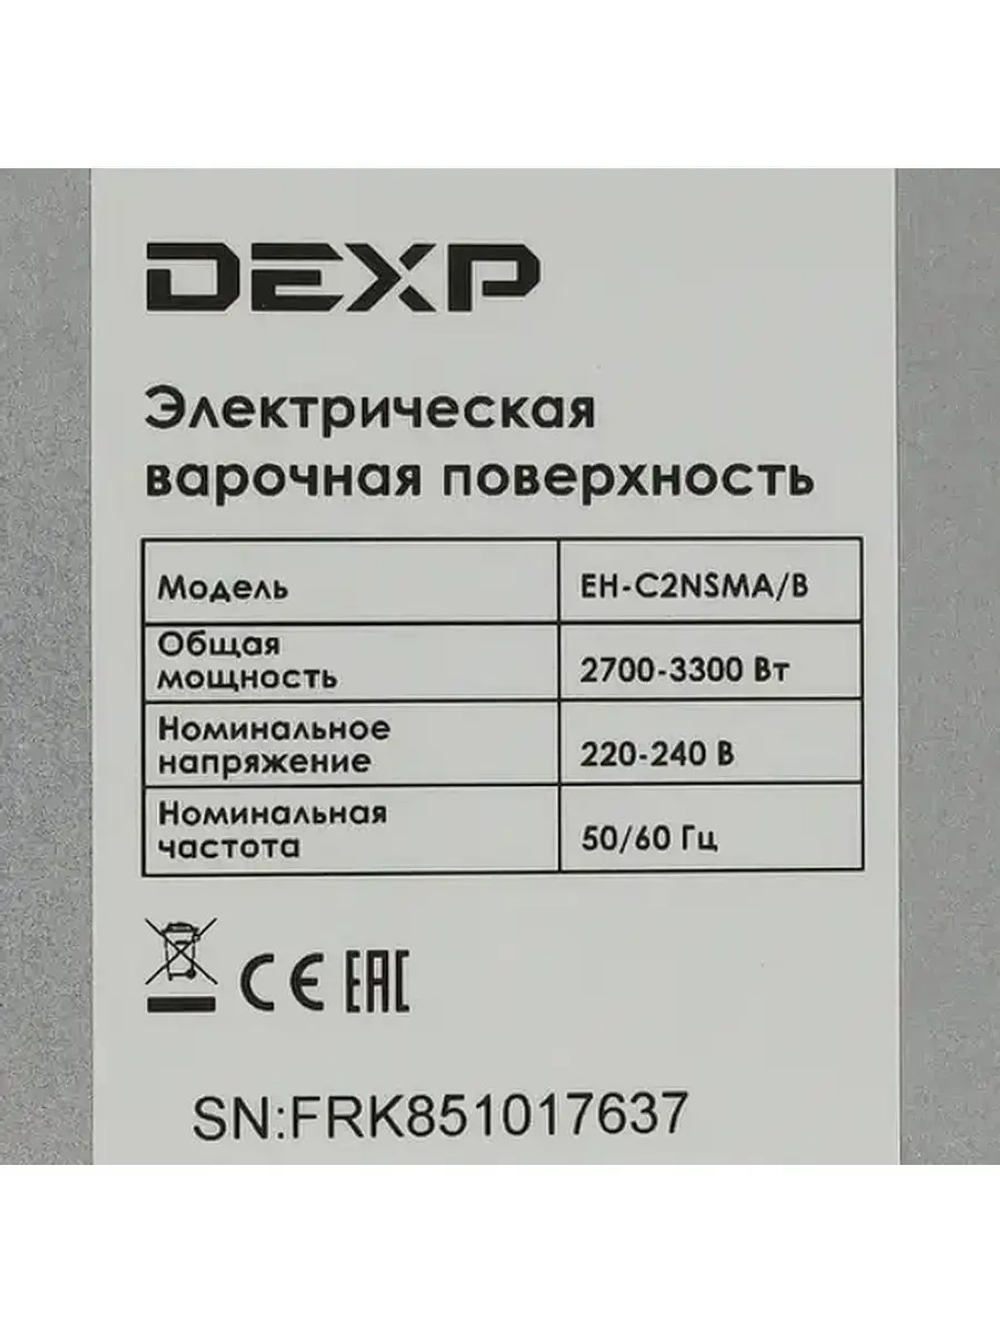 DEXP
Электрическая
варочная поверхность
Модель EH-C2NSMA/B
Общая
мощность 2700-3300 Вт
Номинальное
напряжение 220-240 В
Номинальная
частота 50/60 Гц
CE EAC
SN:FRK851017637